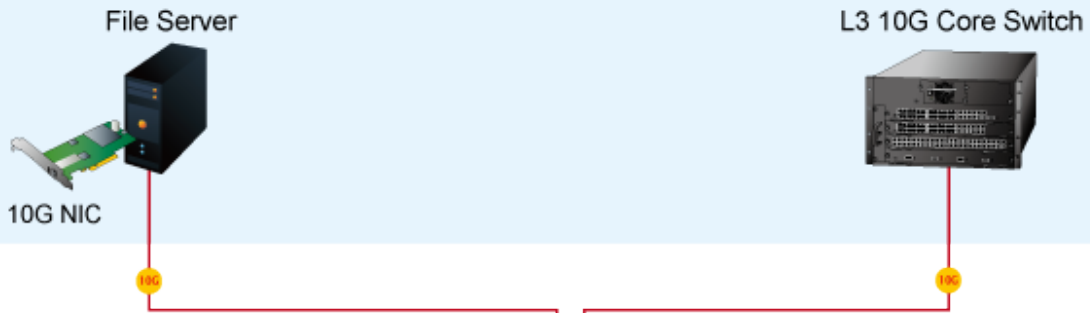 File Server
L3 10G Core Switch
10G NIC
10G
10G